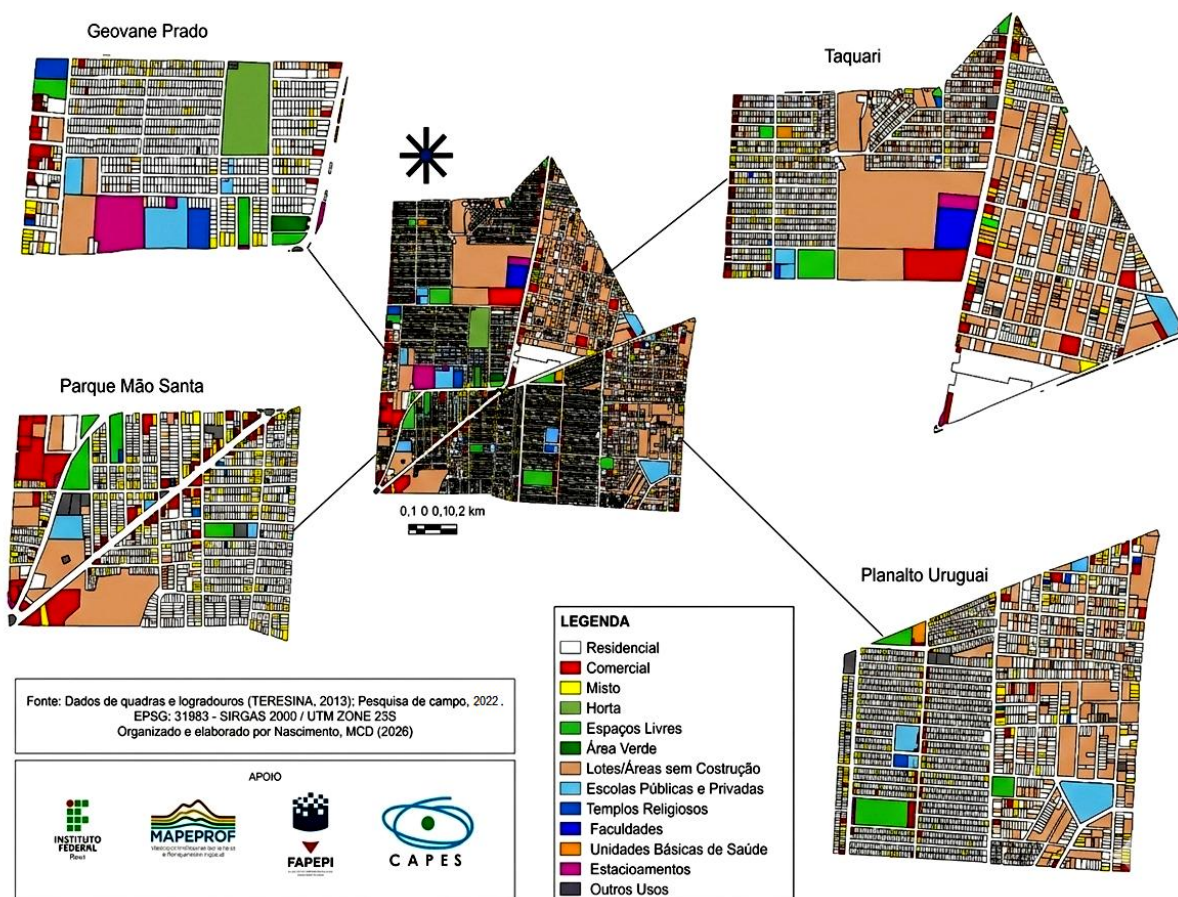 Geovane Prado
Taquari
Parque Mão Santa
0,1 0 0,10,2 km
Planalto Uruguai
LEGENDA
Residencial
Comercial
Misto
Horta
Espaços Livres
Área Verde
Lotes/Áreas sem Costrução
Escolas Públicas e Privadas
Templos Religiosos
Faculdades
Unidades Básicas de Saúde
Estacioamentos
Outros Usos
Fonte: Dados de quadras e logradouros (TERESINA, 2013); Pesquisa de campo, 2022.
EPSG: 31983 - SIRGAS 2000 / UTM ZONE 23S
Organizado e elaborado por Nascimento, MCD (2026)
APOIO
INSTITUTO
FEDERAL
MAPEPROF
FAPEPI
CAPES